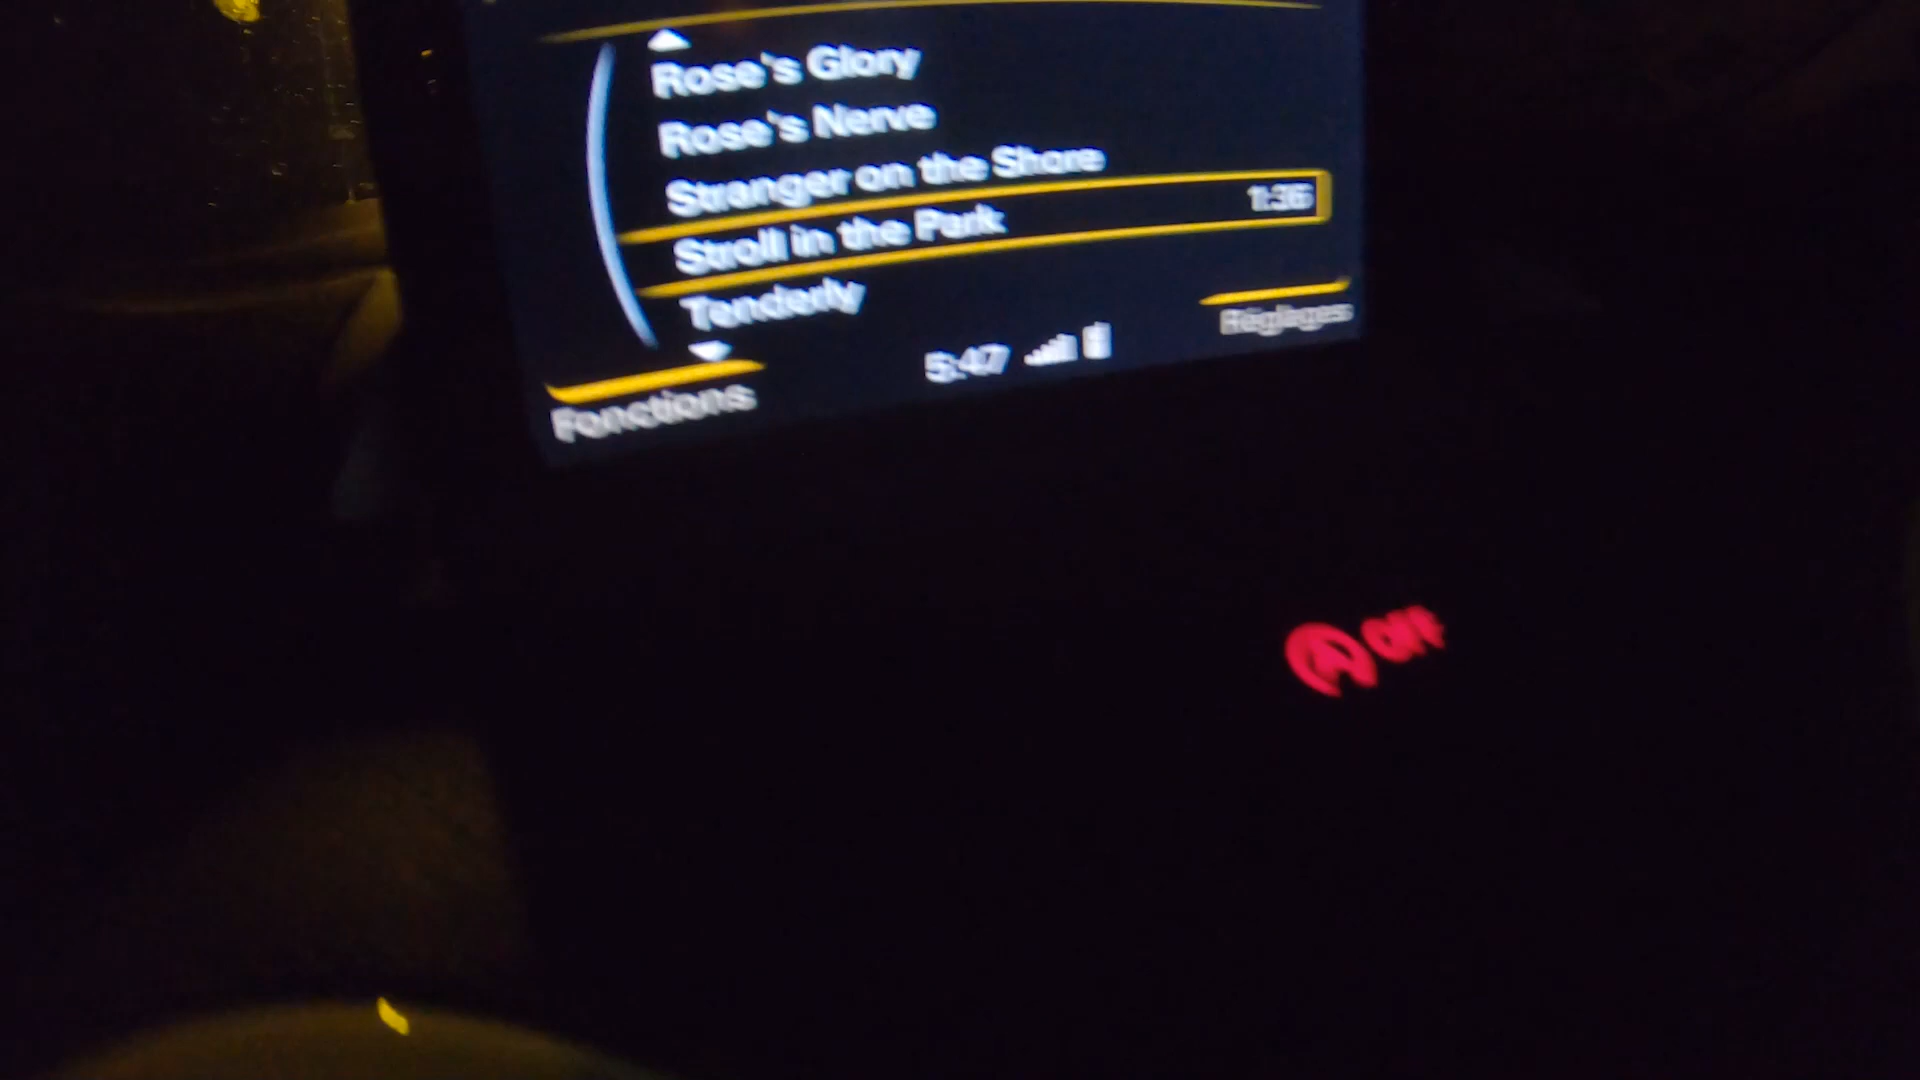 Rose's Glory
Rose's Nerve
Stranger on the Shore
Stroll in the Park 1:36
Tenderly
Réglages
5:47
Fonctions
OFF